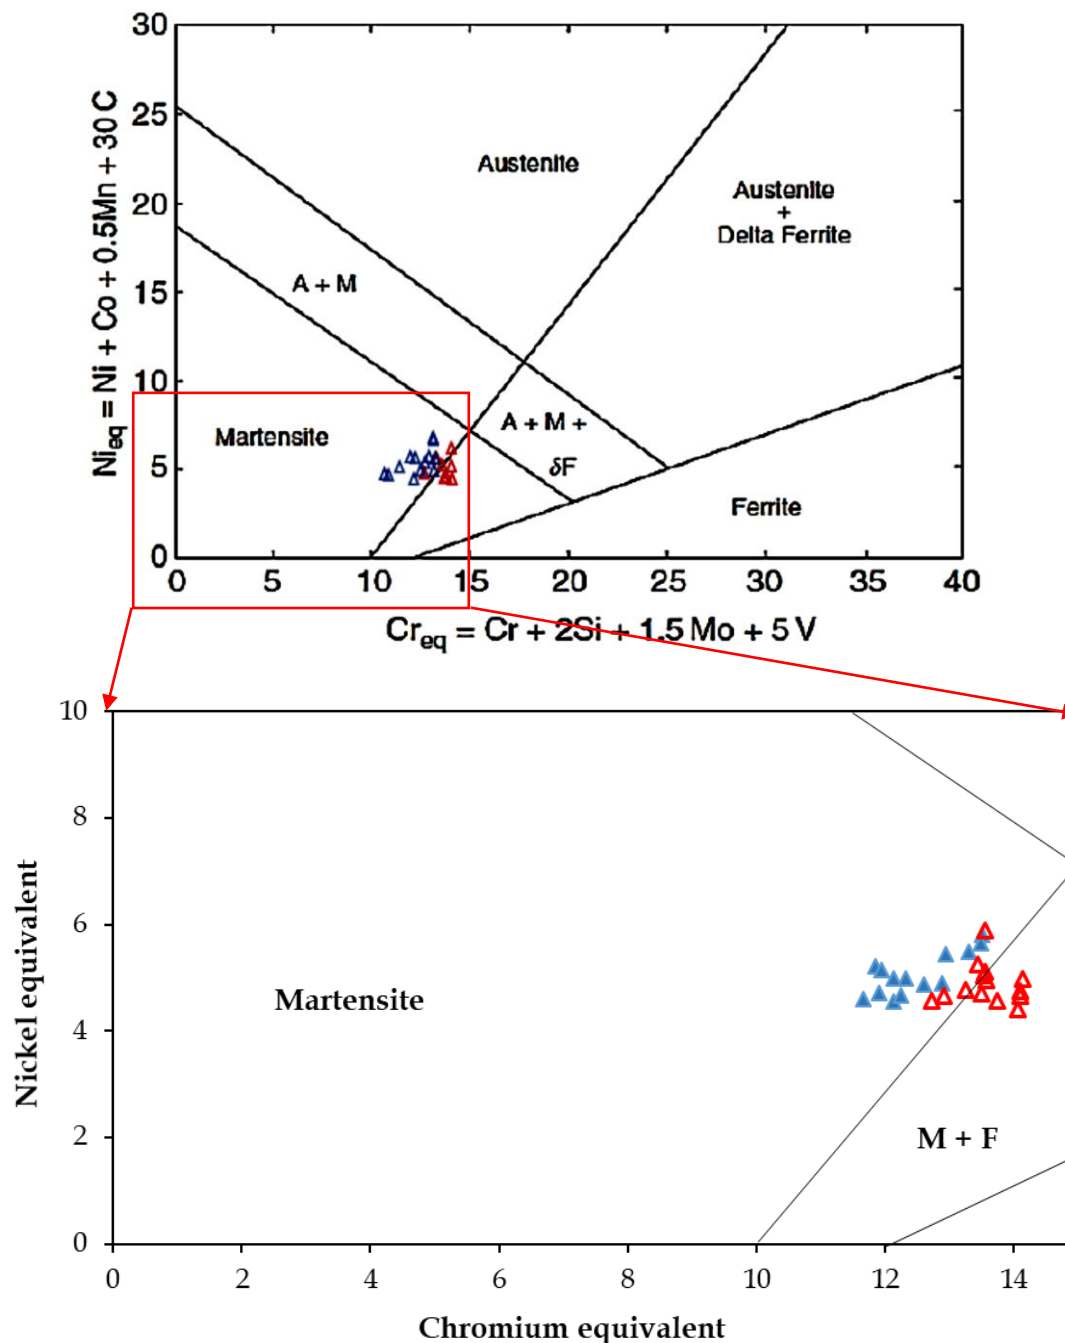 30
25
20
15
10
5
0
Ni_eq = Ni + Co + 0.5Mn + 30 C
Austenite
Austenite
+
Delta Ferrite
A + M
Martensite
A + M +
δF
Ferrite
0 5 10 15 20 25 30 35 40
Cr_eq = Cr + 2Si + 1.5 Mo + 5 V
10
8
6
4
2
0
Nickel equivalent
Martensite
M + F
0 2 4 6 8 10 12 14
Chromium equivalent